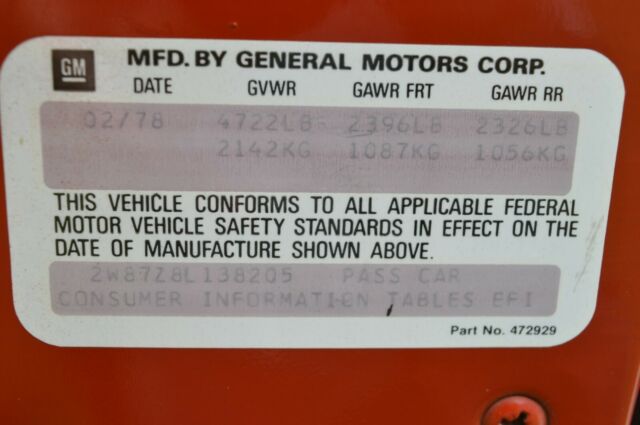 GM MFD. BY GENERAL MOTORS CORP.
DATE GVWR GAWR FRT GAWR RR
02/78 4722LB 2396LB 2326LB
2142KG 1087KG 1056KG
THIS VEHICLE CONFORMS TO ALL APPLICABLE FEDERAL
MOTOR VEHICLE SAFETY STANDARDS IN EFFECT ON THE
DATE OF MANUFACTURE SHOWN ABOVE.
2W87Z8L138205 PASS CAR
CONSUMER INFORMATION TABLES EFI
Part No. 472929